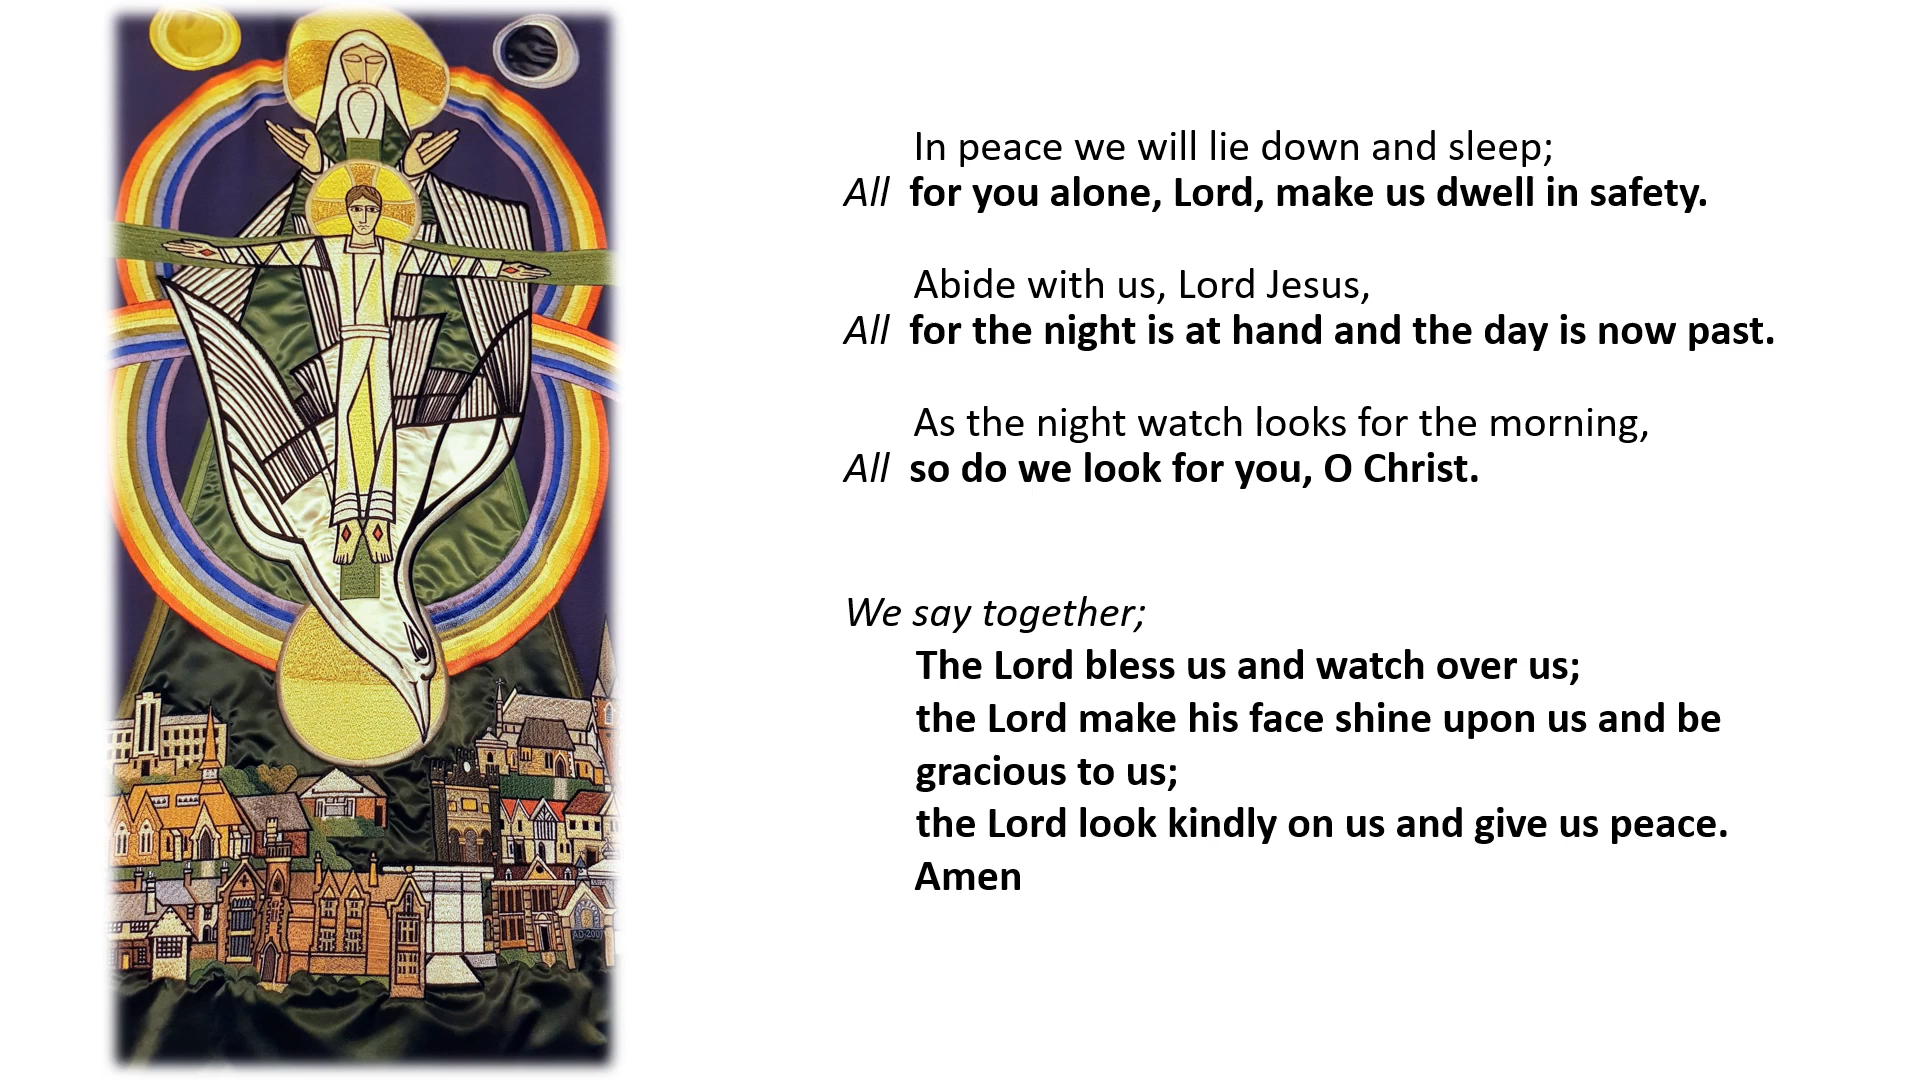 In peace we will lie down and sleep;
All for you alone, Lord, make us dwell in safety.
Abide with us, Lord Jesus,
All for the night is at hand and the day is now past.
As the night watch looks for the morning,
All so do we look for you, O Christ.
We say together;
The Lord bless us and watch over us;
the Lord make his face shine upon us and be
gracious to us;
the Lord look kindly on us and give us peace.
Amen